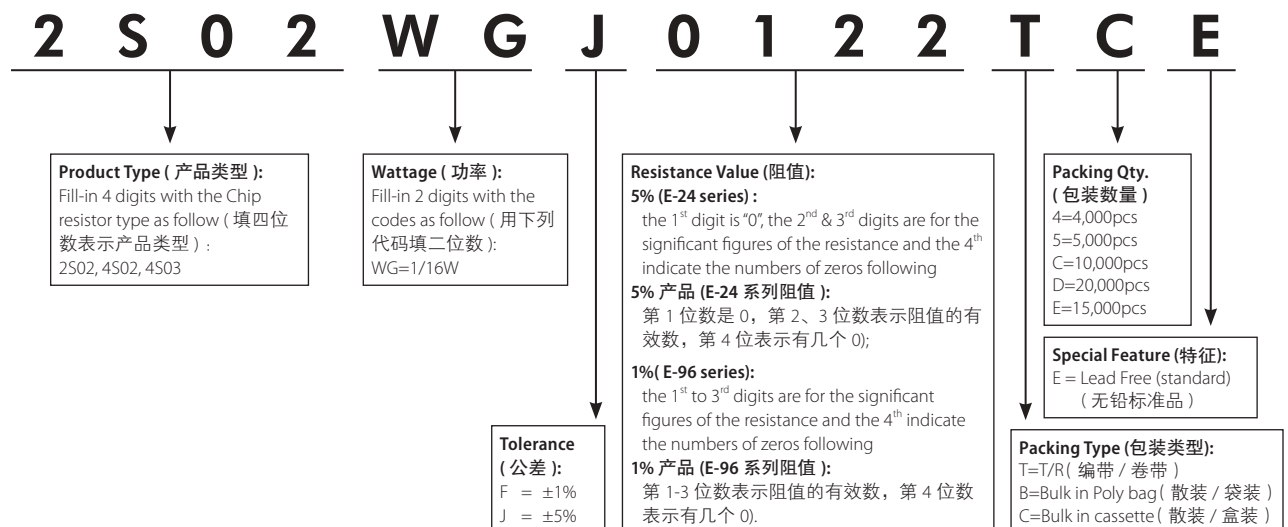 2 S 0 2 W G J 0 1 2 2 T C E
Product Type ( 产品类型 ):
Fill-in 4 digits with the Chip
resistor type as follow ( 填四位
数表示产品类型 ) :
2S02, 4S02, 4S03
Wattage ( 功率 ):
Fill-in 2 digits with the
codes as follow ( 用下列
代码填二位数 ):
WG=1/16W
Tolerance
( 公差 ):
F = ±1%
J = ±5%
Resistance Value (阻值):
5% (E-24 series) :
the 1st digit is "0", the 2nd & 3rd digits are for the
significant figures of the resistance and the 4th
indicate the numbers of zeros following
5% 产品 (E-24 系列阻值 ):
第 1 位数是 0，第 2、3 位数表示阻值的有
效数，第 4 位表示有几个 0);
1%( E-96 series):
the 1st to 3rd digits are for the significant
figures of the resistance and the 4th indicate
the numbers of zeros following
1% 产品 (E-96 系列阻值 ):
第 1-3 位数表示阻值的有效数，第 4 位数
表示有几个 0).
Packing Qty.
( 包装数量 )
4=4,000pcs
5=5,000pcs
C=10,000pcs
D=20,000pcs
E=15,000pcs
Special Feature (特征):
E = Lead Free (standard)
( 无铅标准品 )
Packing Type (包装类型):
T=T/R( 编带 / 卷带 )
B=Bulk in Poly bag( 散装 / 袋装 )
C=Bulk in cassette( 散装 / 盒装 )